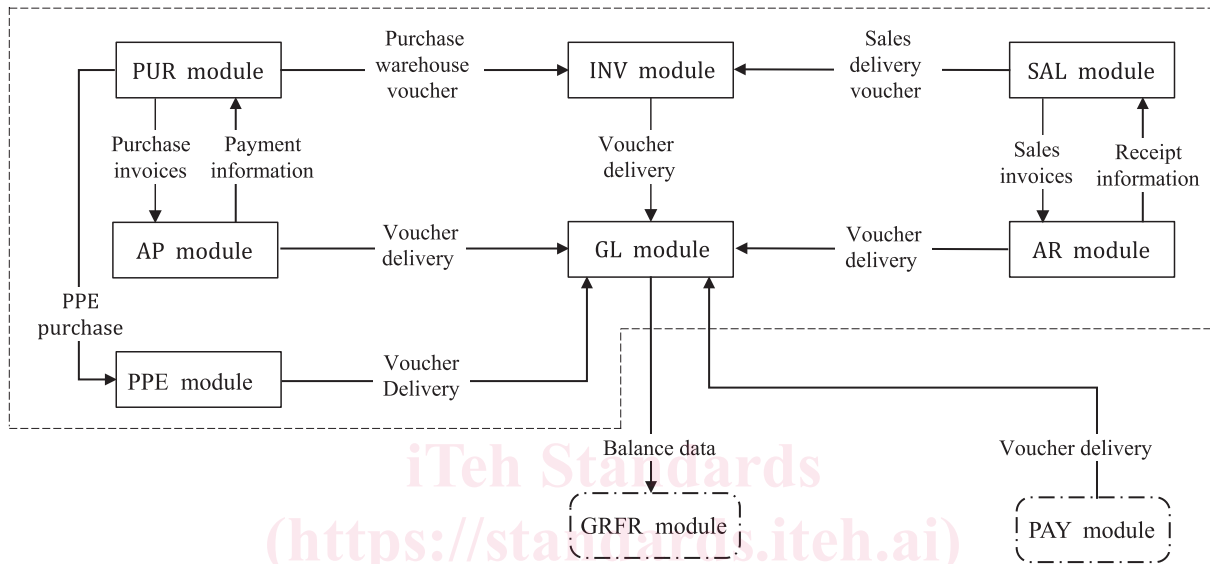 PUR module
Purchase
warehouse
voucher
INV module
Sales
delivery
voucher
SAL module
Purchase
invoices
Payment
information
Voucher
delivery
Sales
invoices
Receipt
information
AP module
Voucher
delivery
GL module
Voucher
delivery
AR module
PPE
purchase
PPE module
Voucher
Delivery
Balance data
Voucher delivery
iTeh Standards
GRFR module
PAY module
(https://standards.iteh.ai)